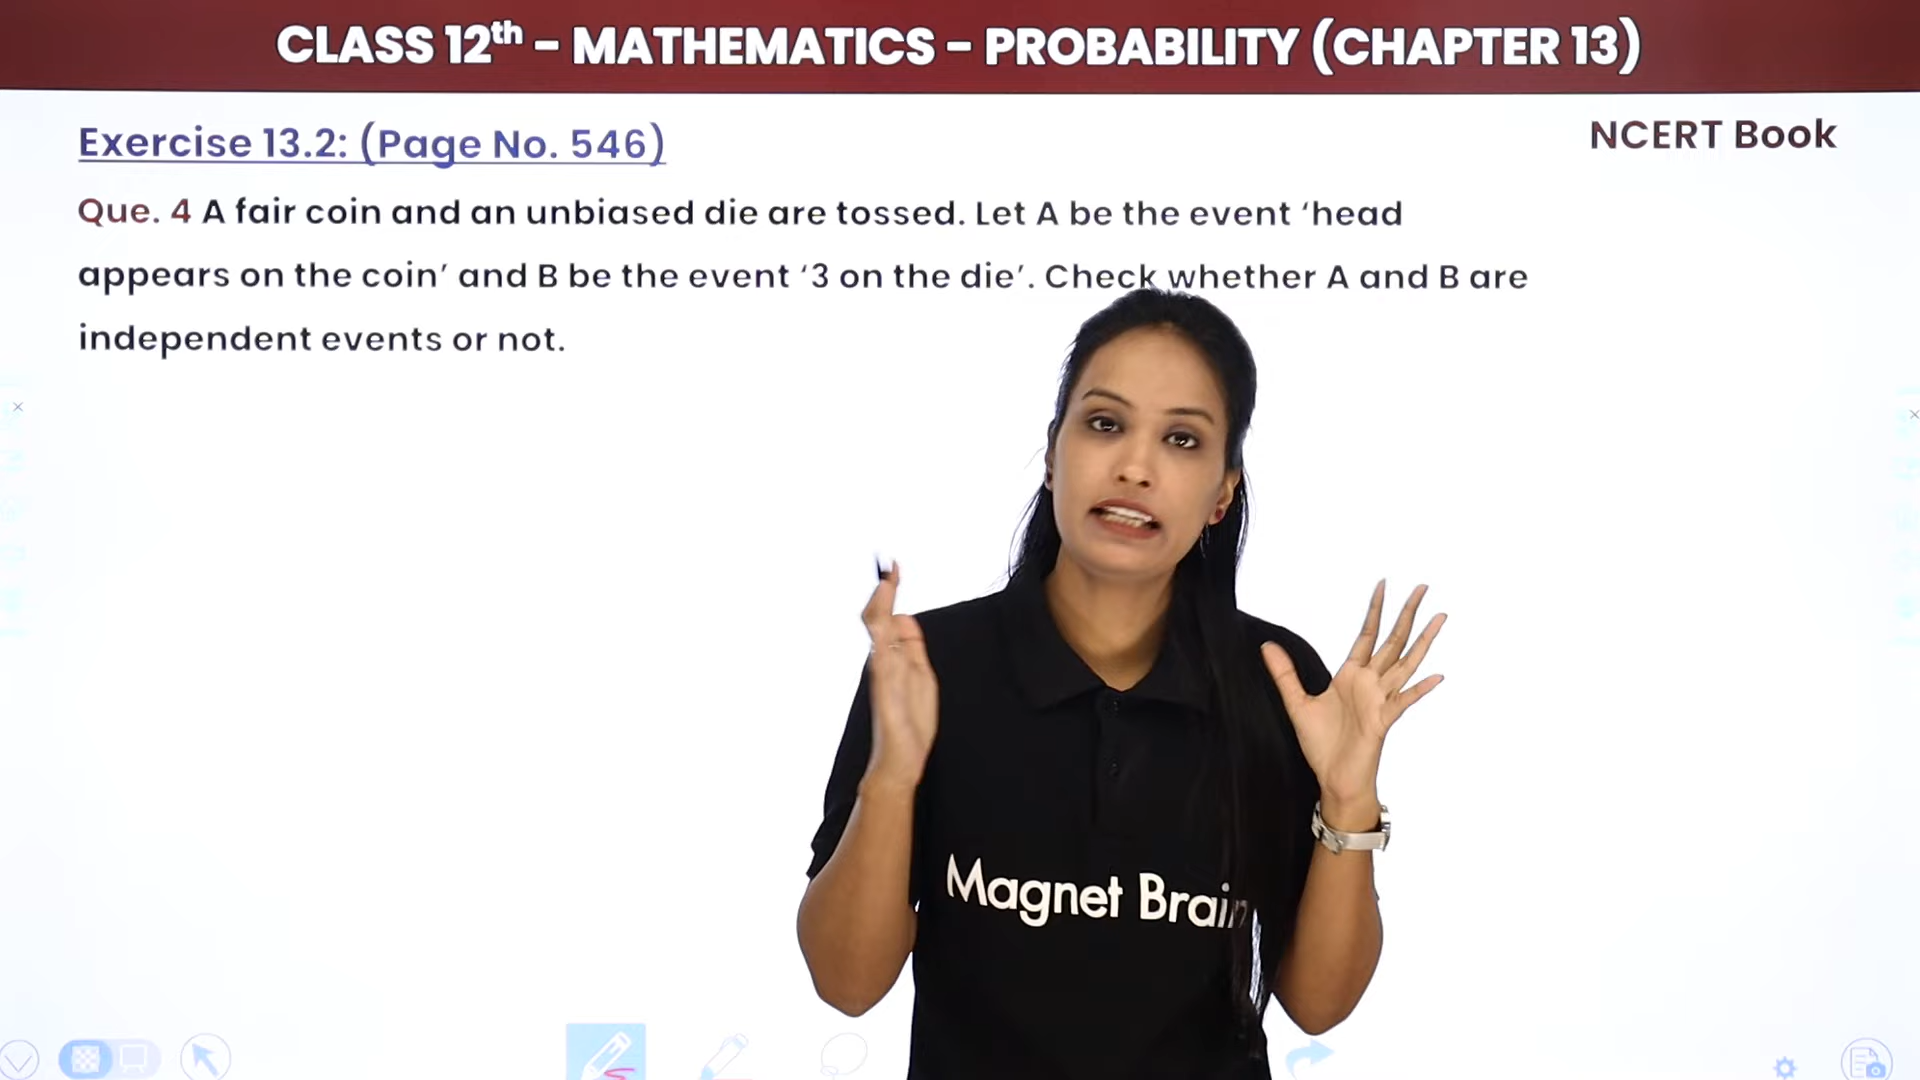 CLASS 12th - MATHEMATICS - PROBABILITY (CHAPTER 13)
Exercise 13.2: (Page No. 546)
NCERT Book
Que. 4 A fair coin and an unbiased die are tossed. Let A be the event ‘head
appears on the coin’ and B be the event ‘3 on the die’. Check whether A and B are
independent events or not.
Magnet Brain